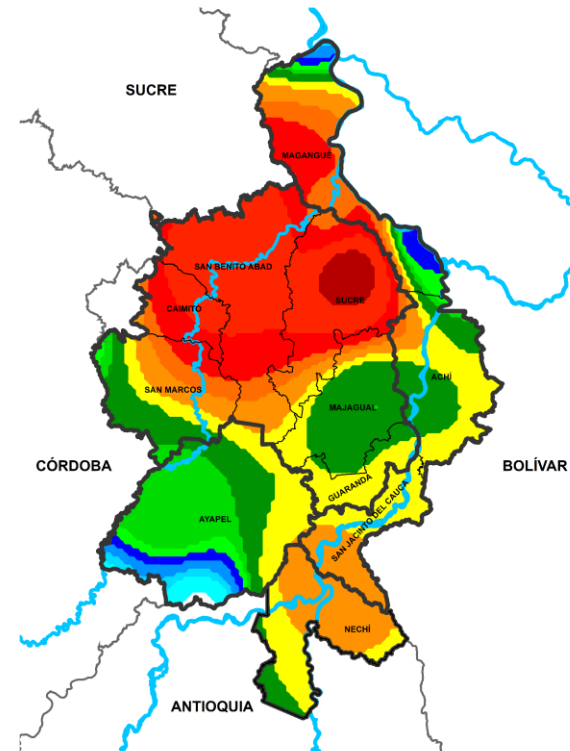 SUCRE
MAGANGUÉ
SAN BENITO ABAD
CAIMITO
SUCRE
SAN MARCOS
ACHÍ
MAJAGUAL
CÓRDOBA
BOLÍVAR
GUARANDA
SAN JACINTO DEL CAUCA
AYAPEL
NECHÍ
ANTIOQUIA